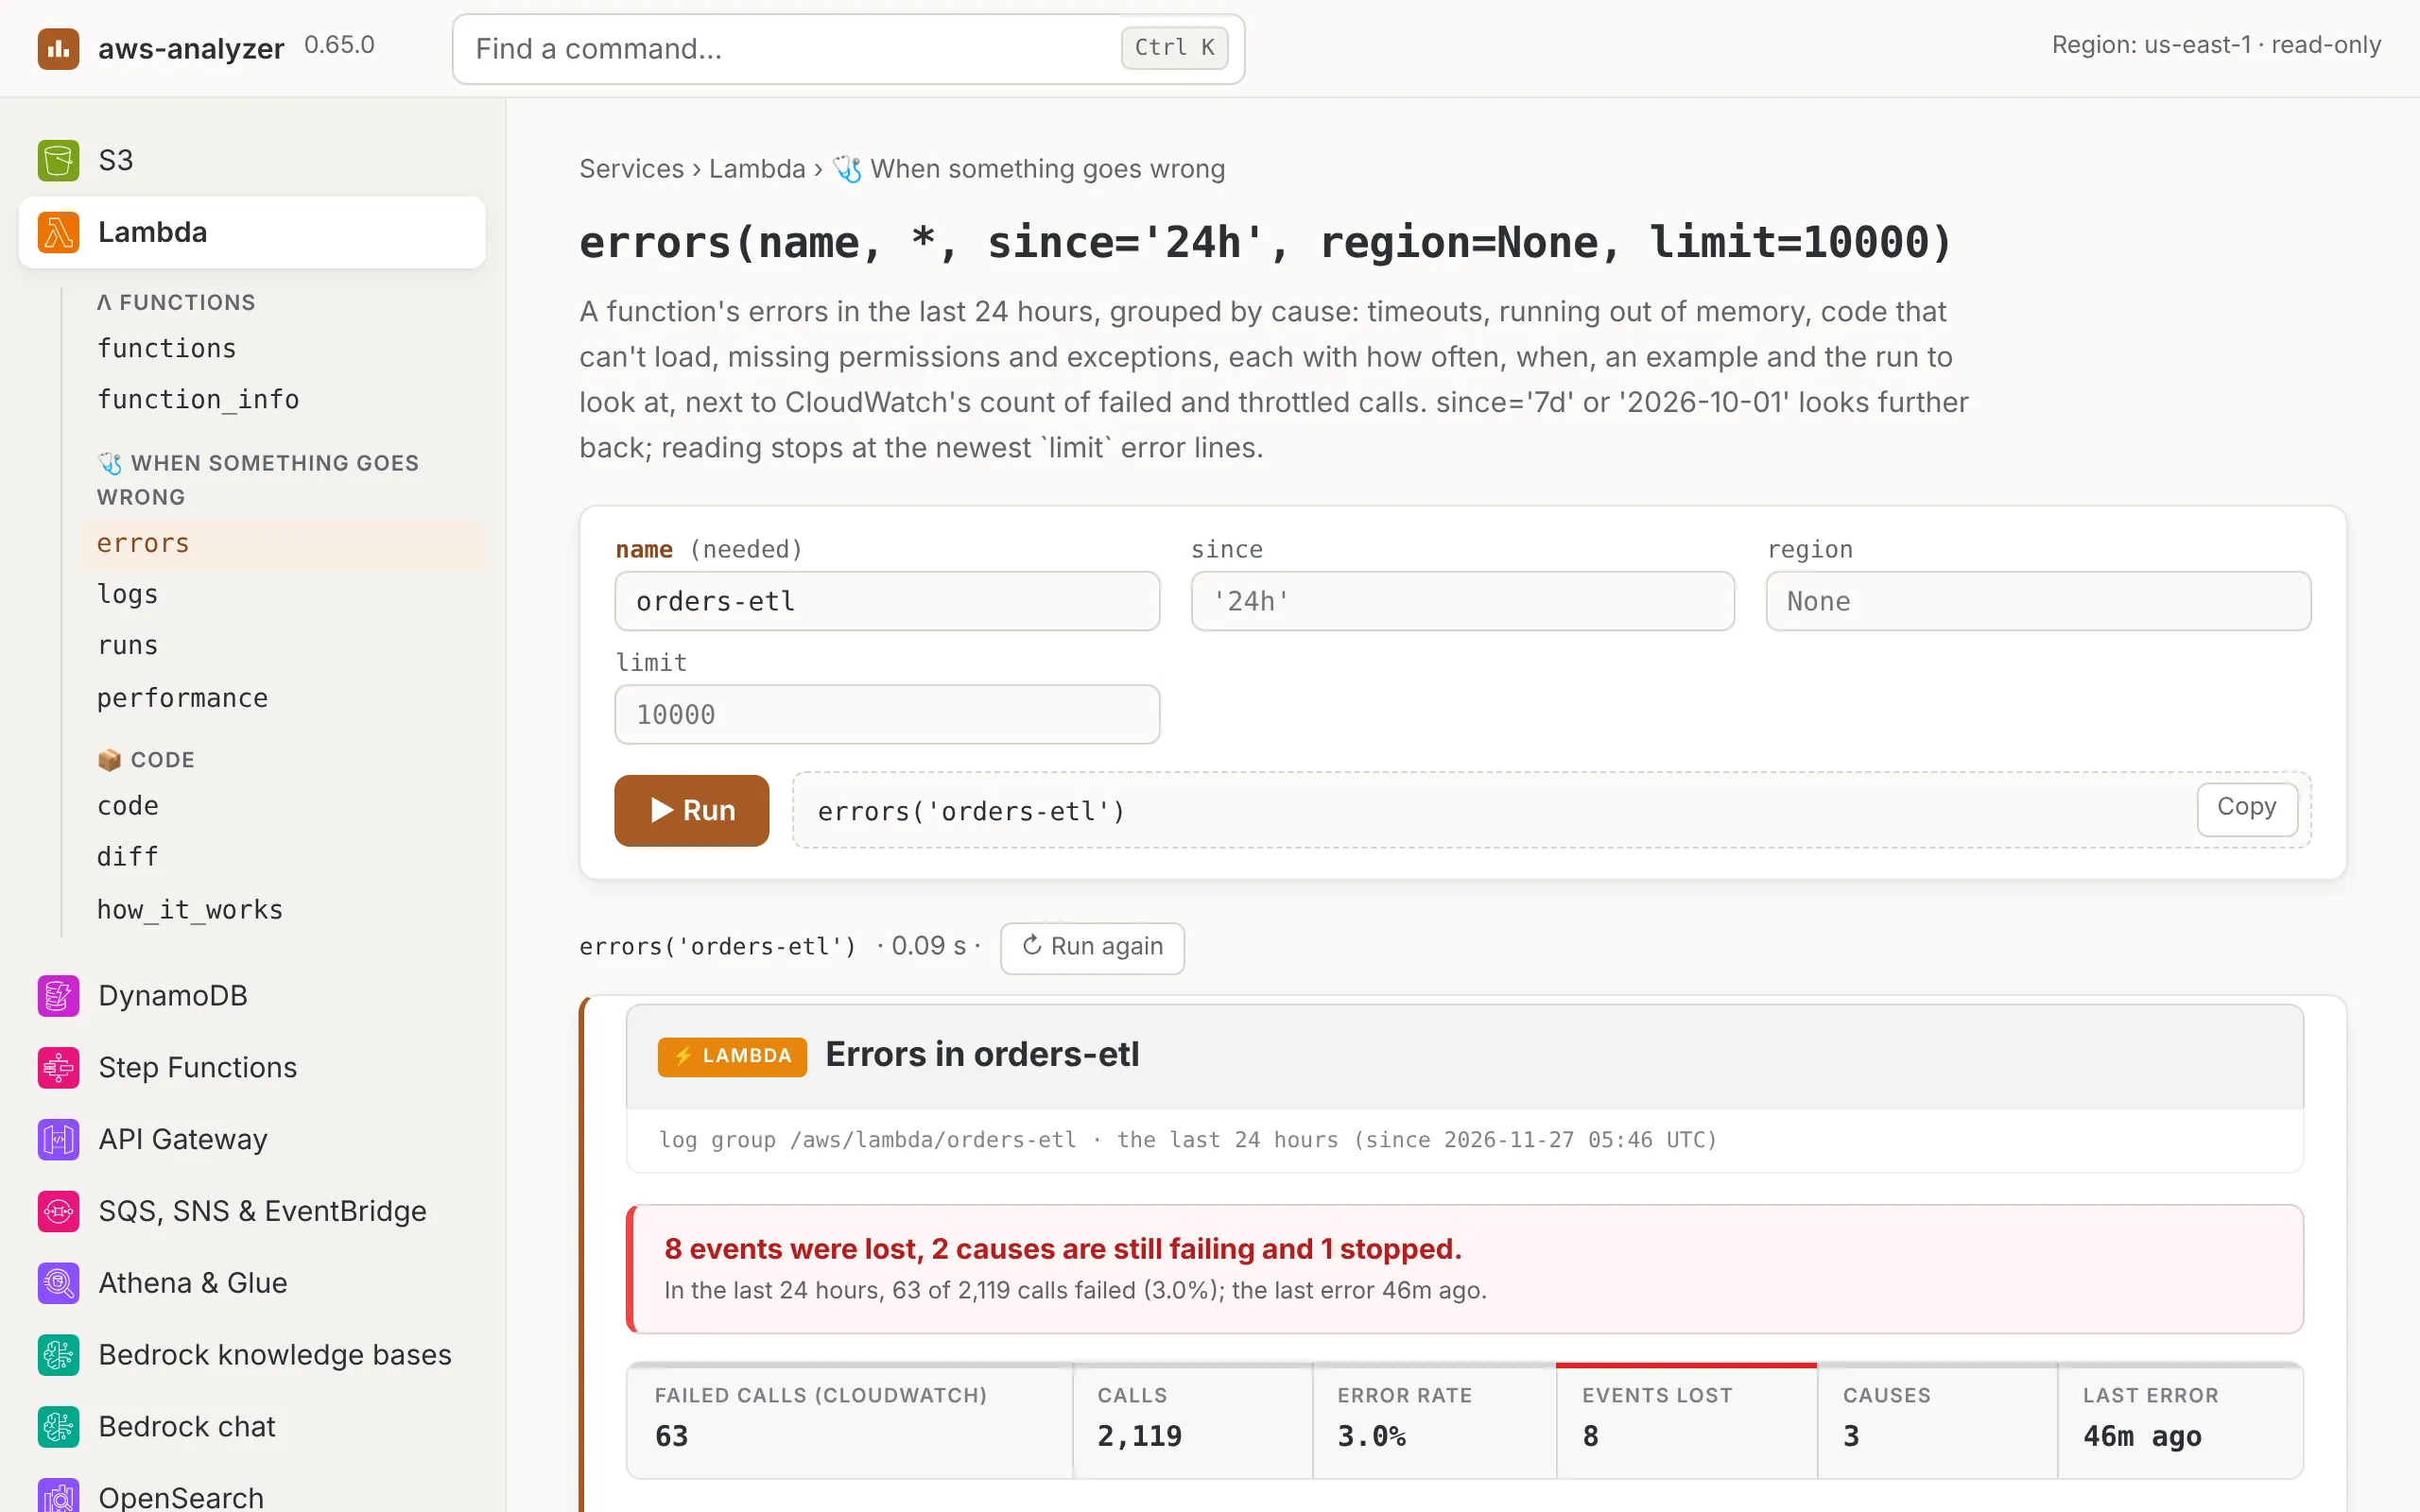 aws-analyzer 0.65.0
Find a command...
Ctrl K
Region: us-east-1 · read-only
S3
Lambda
Λ FUNCTIONS
functions
function_info
🩺 WHEN SOMETHING GOES
WRONG
errors
logs
runs
performance
📦 CODE
code
diff
how_it_works
DynamoDB
Step Functions
API Gateway
SQS, SNS & EventBridge
Athena & Glue
Bedrock knowledge bases
Bedrock chat
OpenSearch
Services › Lambda › 🩺 When something goes wrong
errors(name, *, since='24h', region=None, limit=10000)
A function's errors in the last 24 hours, grouped by cause: timeouts, running out of memory, code that
can't load, missing permissions and exceptions, each with how often, when, an example and the run to
look at, next to CloudWatch's count of failed and throttled calls. since='7d' or '2026-10-01' looks further
back; reading stops at the newest `limit` error lines.
name (needed)
since
region
orders-etl
'24h'
None
limit
10000
▶ Run
errors('orders-etl')
Copy
errors('orders-etl') · 0.09 s ·
↻ Run again
⚡ LAMBDA
Errors in orders-etl
log group /aws/lambda/orders-etl · the last 24 hours (since 2026-11-27 05:46 UTC)
8 events were lost, 2 causes are still failing and 1 stopped.
In the last 24 hours, 63 of 2,119 calls failed (3.0%); the last error 46m ago.
FAILED CALLS (CLOUDWATCH)
63
CALLS
2,119
ERROR RATE
3.0%
EVENTS LOST
8
CAUSES
3
LAST ERROR
46m ago